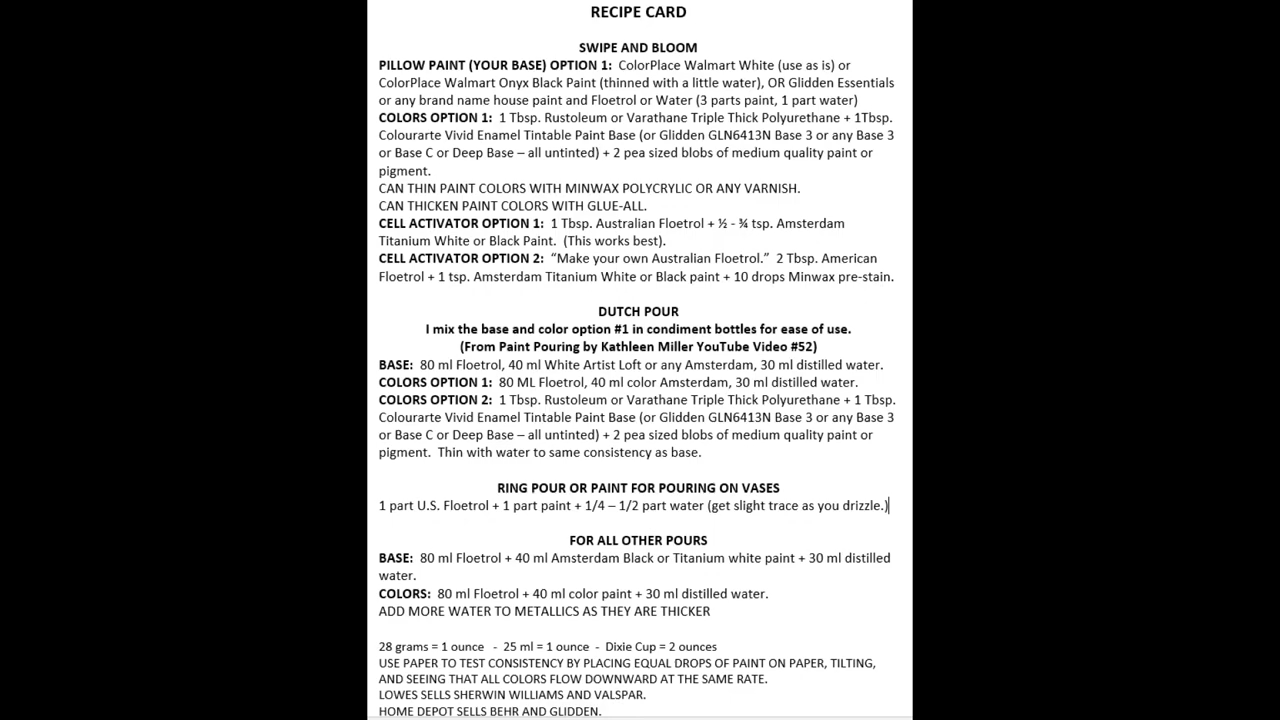 RECIPE CARD
SWIPE AND BLOOM
PILLOW PAINT (YOUR BASE) OPTION 1: ColorPlace Walmart White (use as is) or
ColorPlace Walmart Onyx Black Paint (thinned with a little water), OR Glidden Essentials
or any brand name house paint and Floetrol or Water (3 parts paint, 1 part water)
COLORS OPTION 1: 1 Tbsp. Rustoleum or Varathane Triple Thick Polyurethane + 1Tbsp.
Colourarte Vivid Enamel Tintable Paint Base (or Glidden GLN6413N Base 3 or any Base 3
or Base C or Deep Base – all untinted) + 2 pea sized blobs of medium quality paint or
pigment.
CAN THIN PAINT COLORS WITH MINWAX POLYCRYLIC OR ANY VARNISH.
CAN THICKEN PAINT COLORS WITH GLUE-ALL.
CELL ACTIVATOR OPTION 1: 1 Tbsp. Australian Floetrol + ½ - ¾ tsp. Amsterdam
Titanium White or Black Paint. (This works best).
CELL ACTIVATOR OPTION 2: “Make your own Australian Floetrol.” 2 Tbsp. American
Floetrol + 1 tsp. Amsterdam Titanium White or Black paint + 10 drops Minwax pre-stain.
DUTCH POUR
I mix the base and color option #1 in condiment bottles for ease of use.
(From Paint Pouring by Kathleen Miller YouTube Video #52)
BASE: 80 ml Floetrol, 40 ml White Artist Loft or any Amsterdam, 30 ml distilled water.
COLORS OPTION 1: 80 ML Floetrol, 40 ml color Amsterdam, 30 ml distilled water.
COLORS OPTION 2: 1 Tbsp. Rustoleum or Varathane Triple Thick Polyurethane + 1 Tbsp.
Colourarte Vivid Enamel Tintable Paint Base (or Glidden GLN6413N Base 3 or any Base 3
or Base C or Deep Base – all untinted) + 2 pea sized blobs of medium quality paint or
pigment. Thin with water to same consistency as base.
RING POUR OR PAINT FOR POURING ON VASES
1 part U.S. Floetrol + 1 part paint + 1/4 – 1/2 part water (get slight trace as you drizzle.)
FOR ALL OTHER POURS
BASE: 80 ml Floetrol + 40 ml Amsterdam Black or Titanium white paint + 30 ml distilled
water.
COLORS: 80 ml Floetrol + 40 ml color paint + 30 ml distilled water.
ADD MORE WATER TO METALLICS AS THEY ARE THICKER
28 grams = 1 ounce - 25 ml = 1 ounce - Dixie Cup = 2 ounces
USE PAPER TO TEST CONSISTENCY BY PLACING EQUAL DROPS OF PAINT ON PAPER, TILTING,
AND SEEING THAT ALL COLORS FLOW DOWNWARD AT THE SAME RATE.
LOWES SELLS SHERWIN WILLIAMS AND VALSPAR.
HOME DEPOT SELLS BEHR AND GLIDDEN.